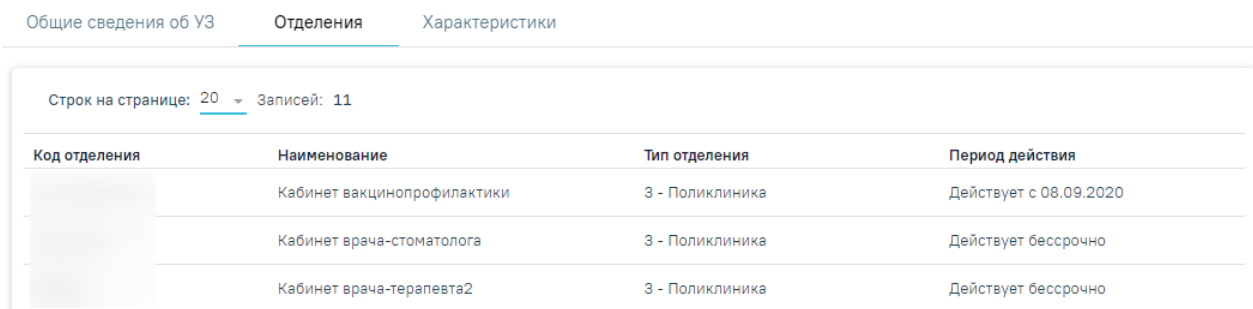 Общие сведения об УЗ Отделения Характеристики
Строк на странице: 20 Записей: 11
Код отделения Наименование Тип отделения Период действия
Кабинет вакцинопрофилактики 3 - Поликлиника Действует с 08.09.2020
Кабинет врача-стоматолога 3 - Поликлиника Действует бессрочно
Кабинет врача-терапевта2 3 - Поликлиника Действует бессрочно